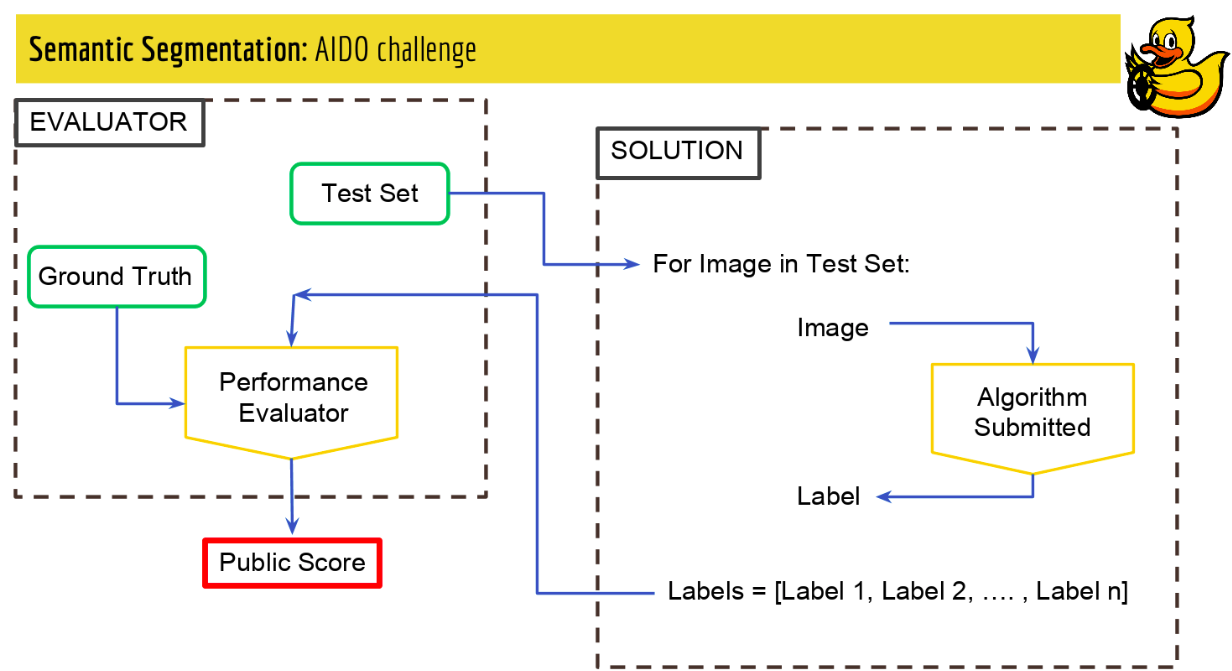 Semantic Segmentation: AIDO challenge
EVALUATOR
Test Set
Ground Truth
Performance
Evaluator
Public Score
SOLUTION
For Image in Test Set:
Image
Algorithm
Submitted
Label
Labels = [Label 1, Label 2, .... , Label n]